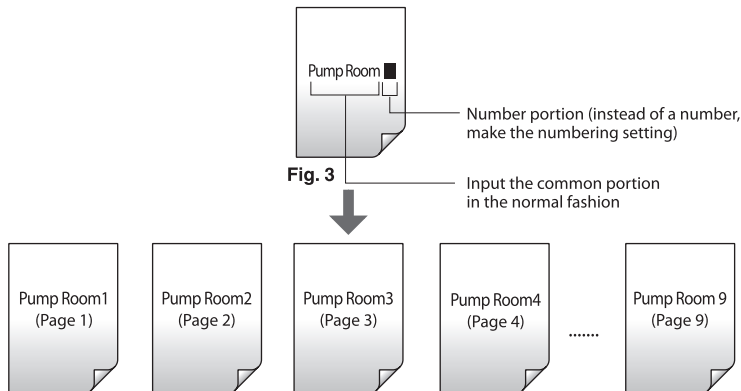 Pump Room
Number portion (instead of a number,
make the numbering setting)
Fig. 3
Input the common portion
in the normal fashion
Pump Room1
(Page 1)
Pump Room2
(Page 2)
Pump Room3
(Page 3)
Pump Room4
(Page 4)
.......
Pump Room 9
(Page 9)